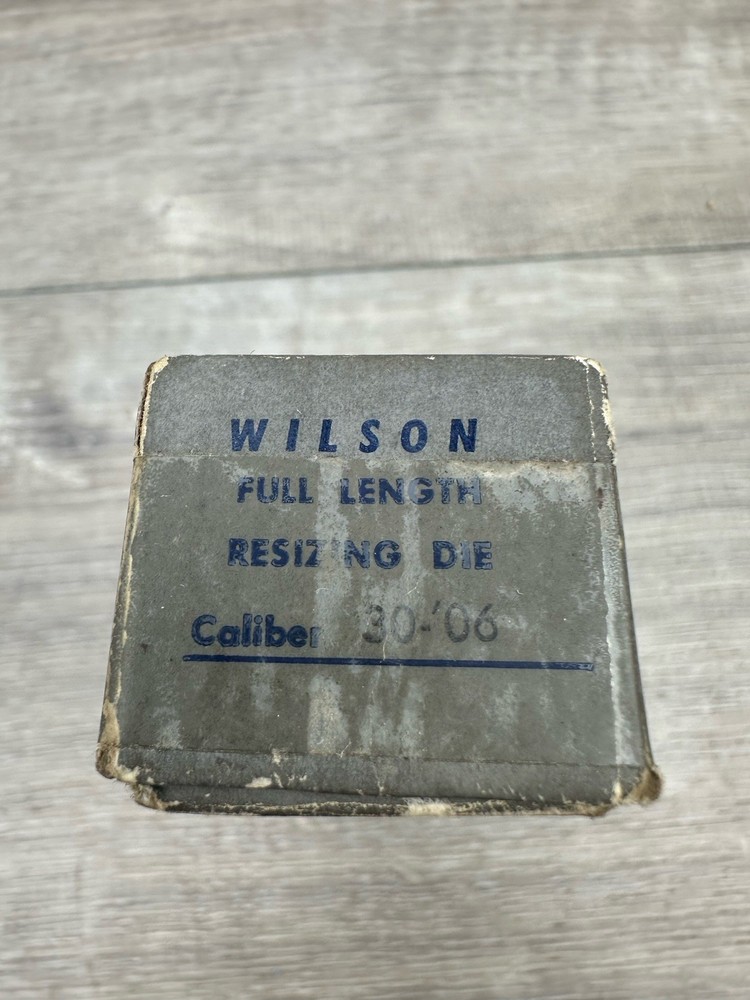 WILSON
FULL LENGTH
RESIZING DIE
Caliber 30-'06